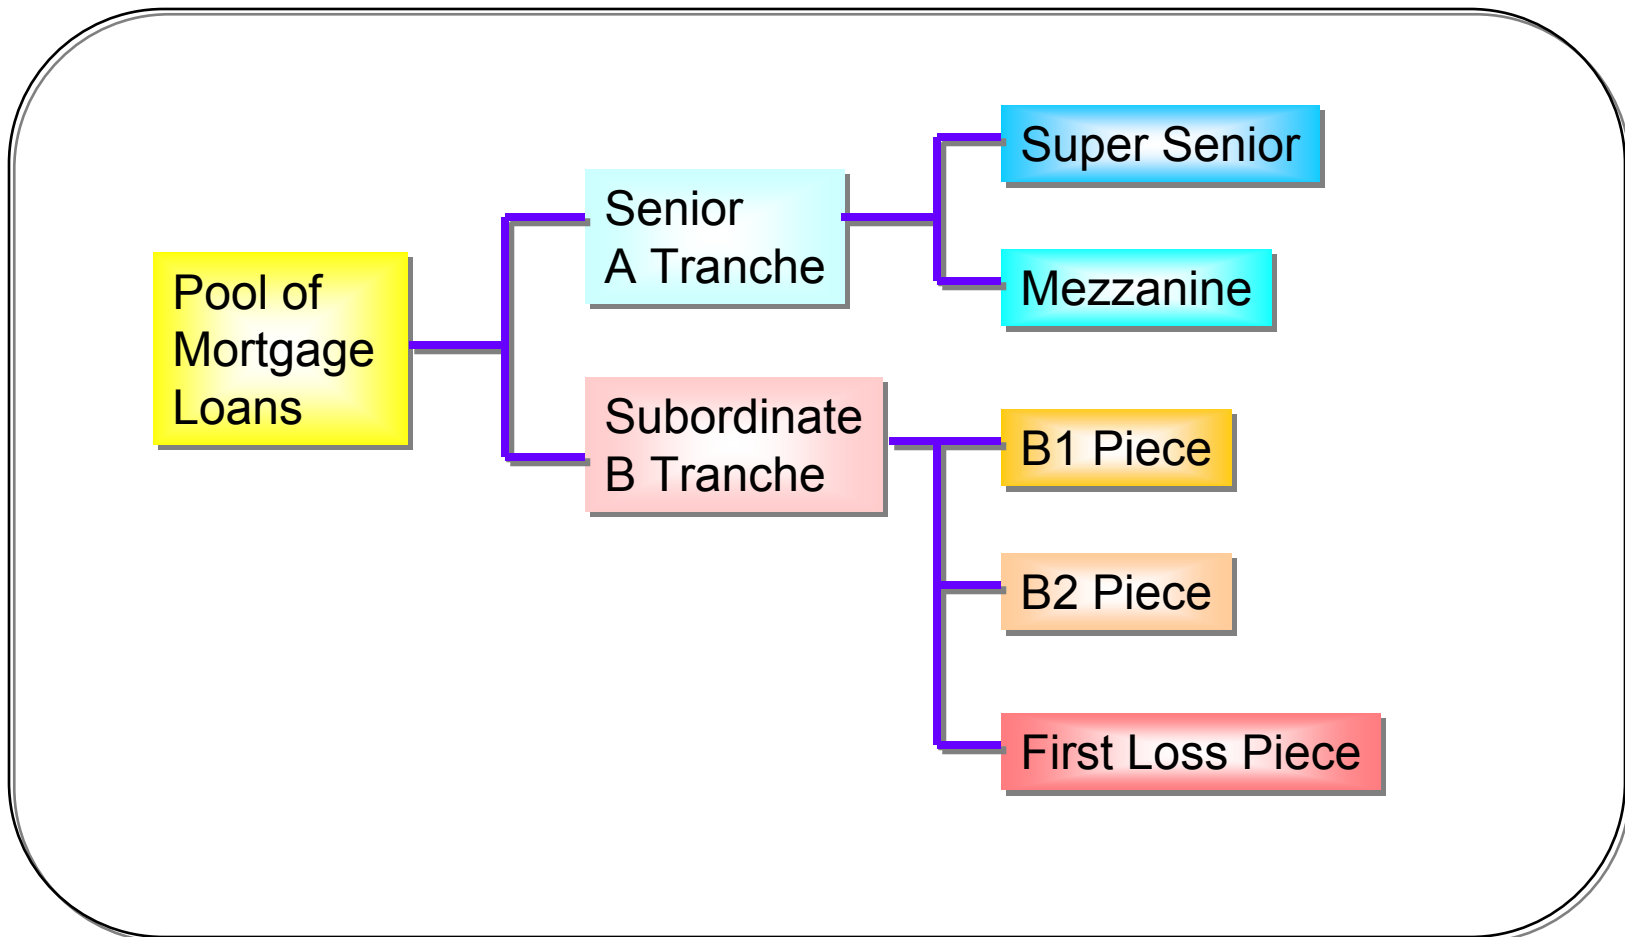 Pool of
Mortgage
Loans
Senior
A Tranche
Subordinate
B Tranche
Super Senior
Mezzanine
B1 Piece
B2 Piece
First Loss Piece